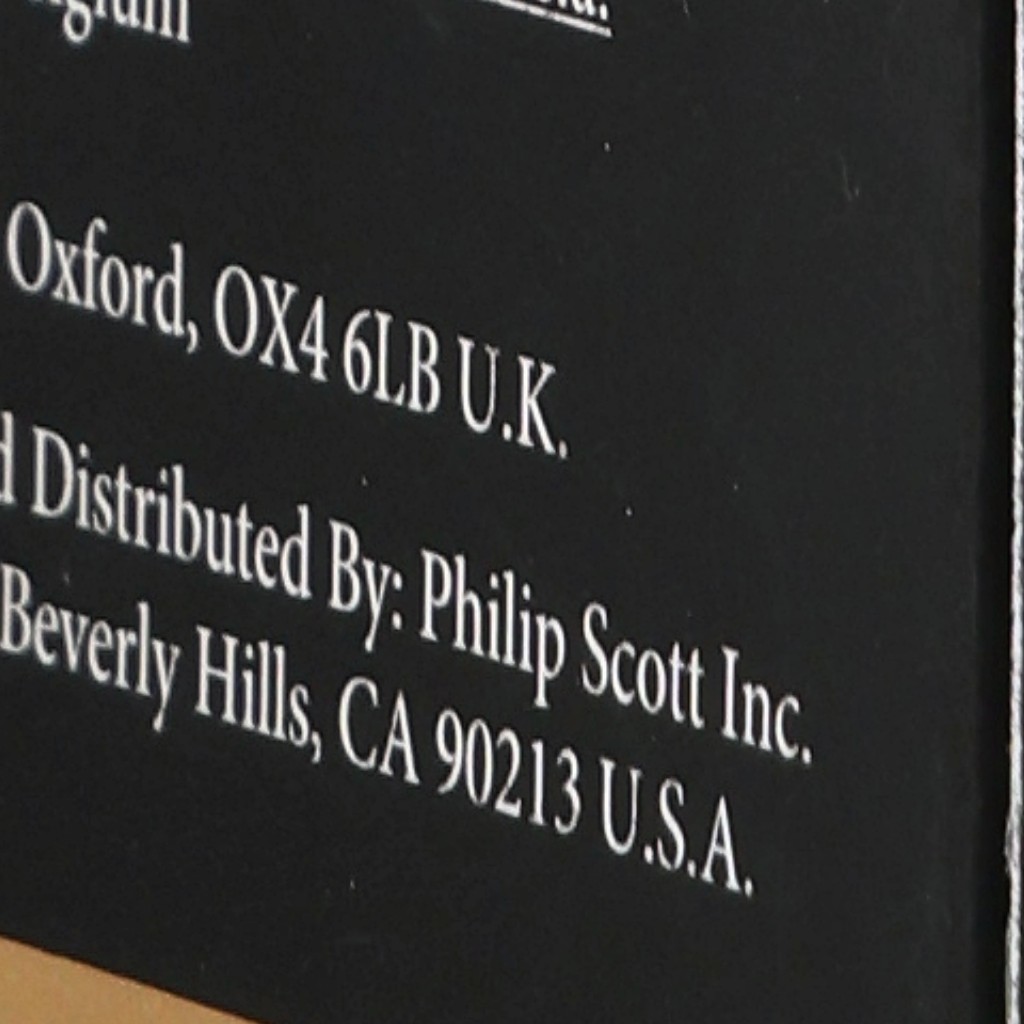 Oxford, OX4 6LB U.K.
Distributed By: Philip Scott Inc.
Beverly Hills, CA 90213 U.S.A.